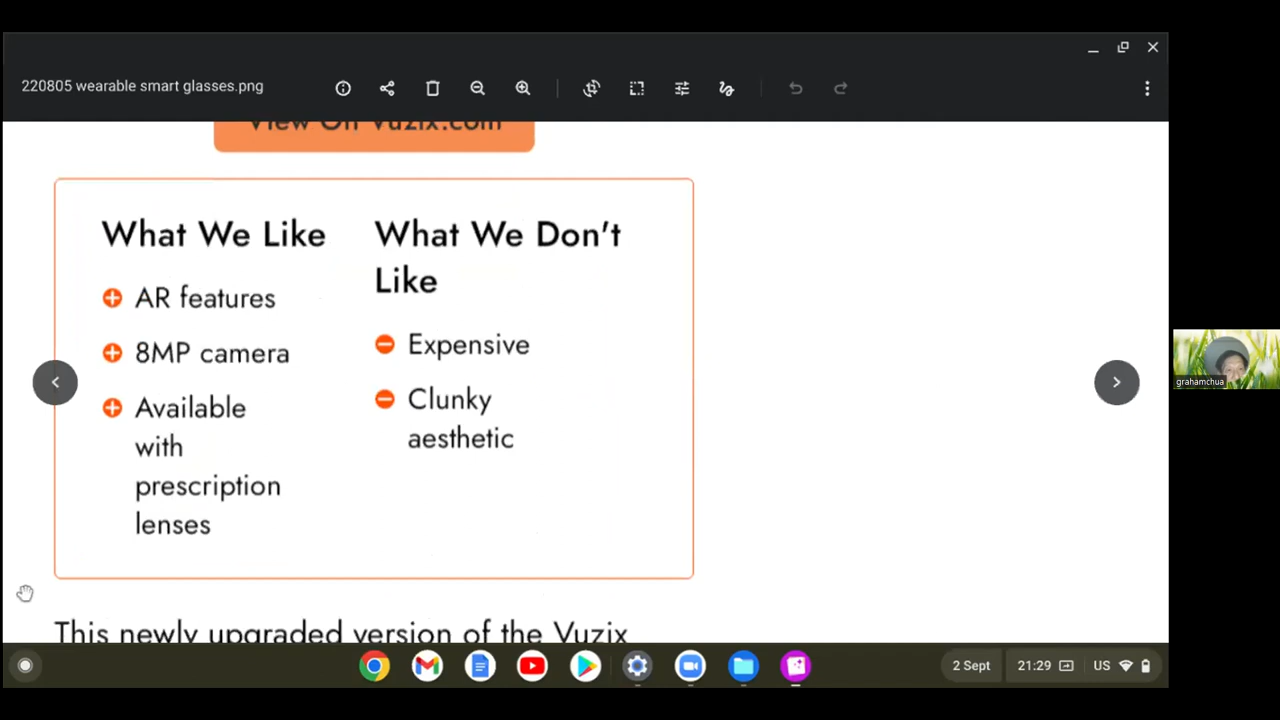 220805 wearable smart glasses.png
View On Vuzix.com
What We Like
AR features
8MP camera
Available
with
prescription
lenses
What We Don't
Like
Expensive
Clunky
aesthetic
grahamchua
This newly upgraded version of the Vuzix
2 Sept
21:29
US